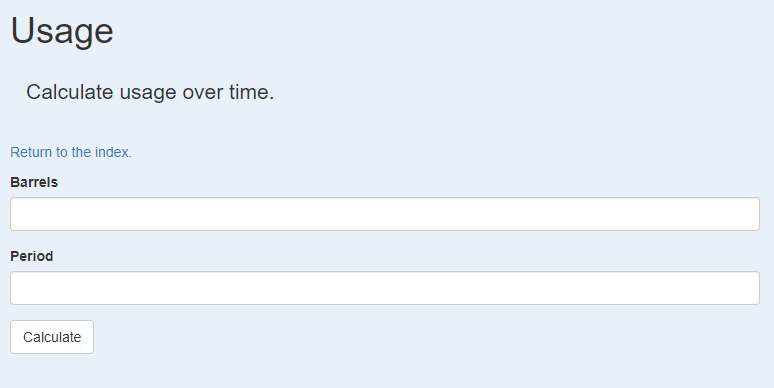 Usage
Calculate usage over time.
Return to the index.
Barrels
Period
Calculate